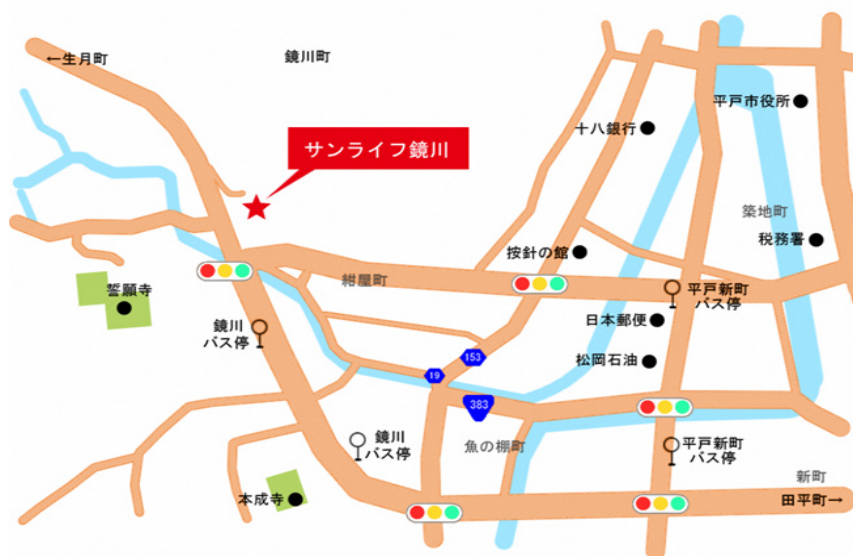 ←生月町
鏡川町
サンライフ鏡川
十八銀行
平戸市役所
築地町
税務署
按針の館
紺屋町
平戸新町
バス停
誓願寺
鏡川
バス停
日本郵便
松岡石油
153
19
383
鏡川
バス停
魚の棚町
平戸新町
バス停
本成寺
新町
田平町→